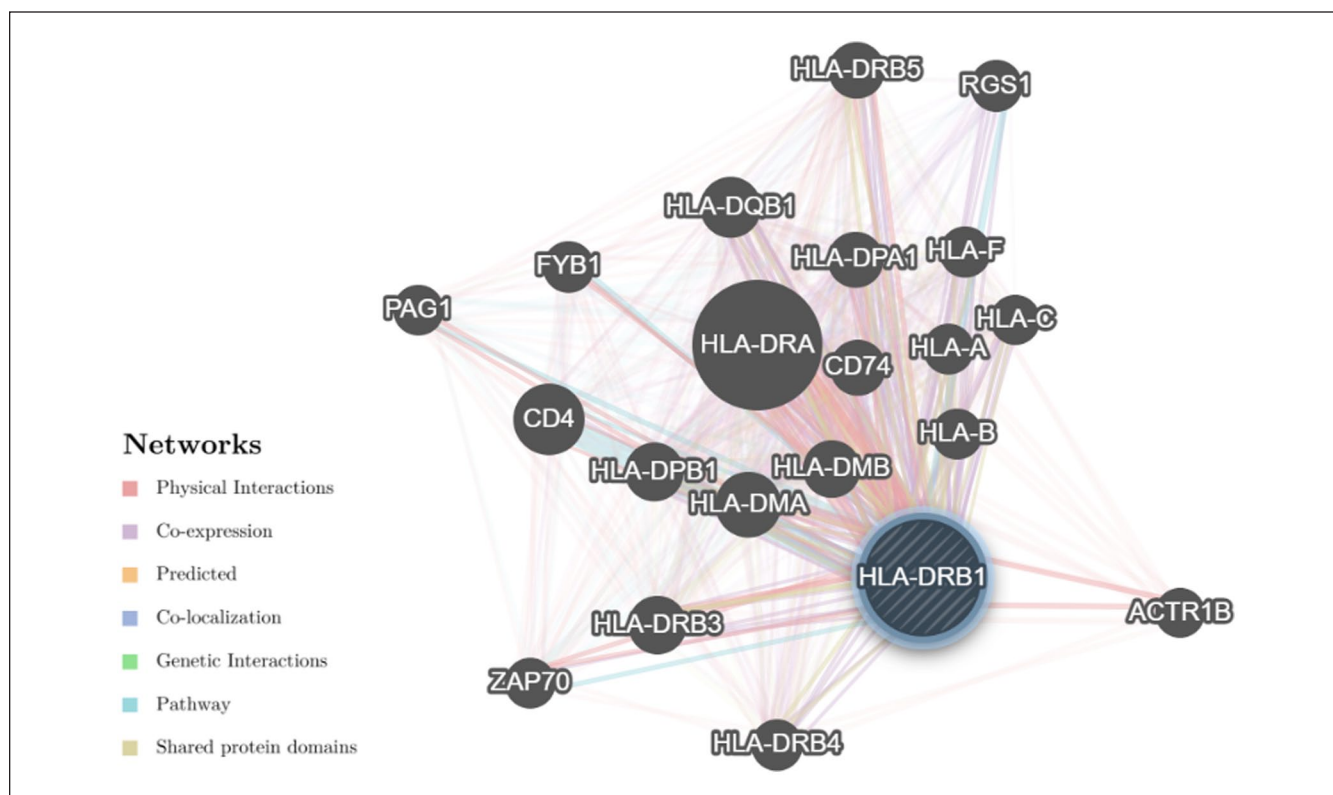 HLA-DRB5
RGS1
HLA-DQB1
HLA-DPA1
HLA-F
FYB1
PAG1
HLA-C
HLA-DRA
HLA-A
CD74
CD4
HLA-B
HLA-DPB1
HLA-DMB
HLA-DMA
HLA-DRB1
ACTR1B
HLA-DRB3
ZAP70
HLA-DRB4
Networks
Physical Interactions
Co-expression
Predicted
Co-localization
Genetic Interactions
Pathway
Shared protein domains